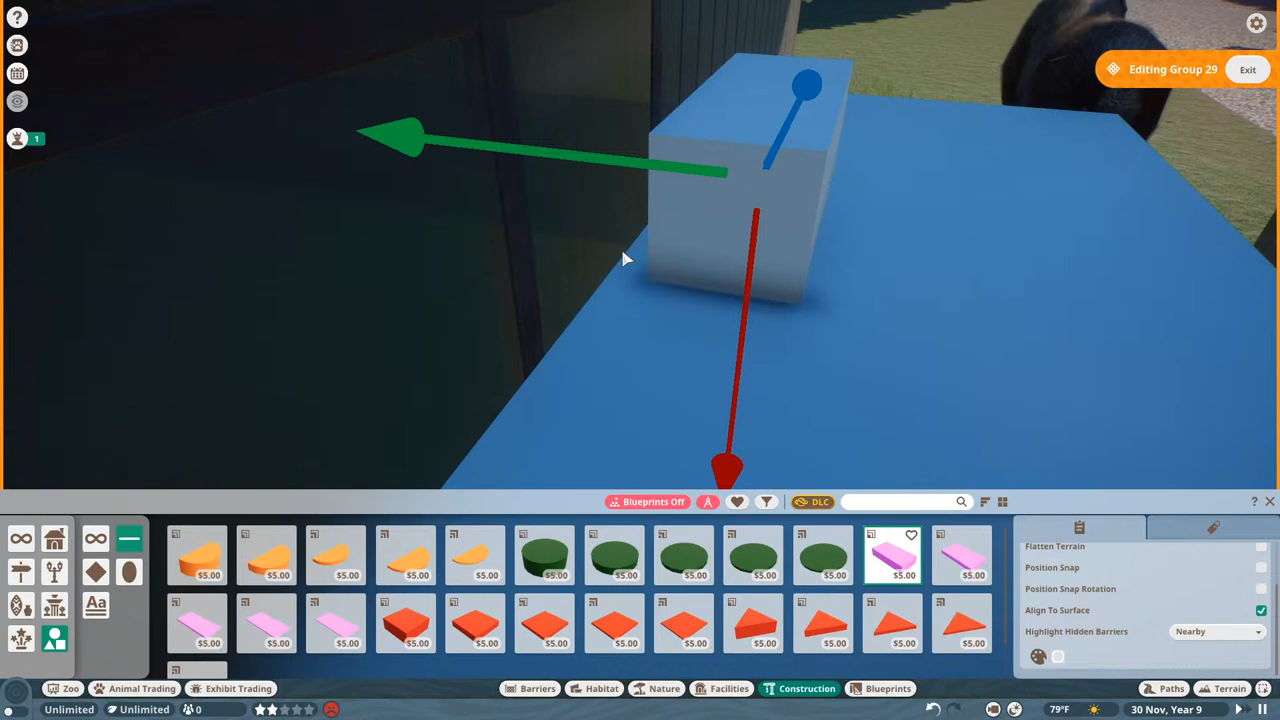 ?
Editing Group 29
Exit
1
Blueprints Off
DLC
?
$5.00 $5.00 $5.00 $5.00 $5.00 $5.00 $5.00 $5.00 $5.00 $5.00 $5.00 $5.00
Flatten Terrain
Position Snap
Position Snap Rotation
Align To Surface
Highlight Hidden Barriers
Nearby
Aa
$5.00 $5.00 $5.00 $5.00 $5.00 $5.00 $5.00 $5.00 $5.00 $5.00 $5.00 $5.00
Zoo Animal Trading Exhibit Trading Barriers Habitat Nature Facilities Construction Blueprints Paths Terrain
Unlimited Unlimited 0 79°F 30 Nov, Year 9